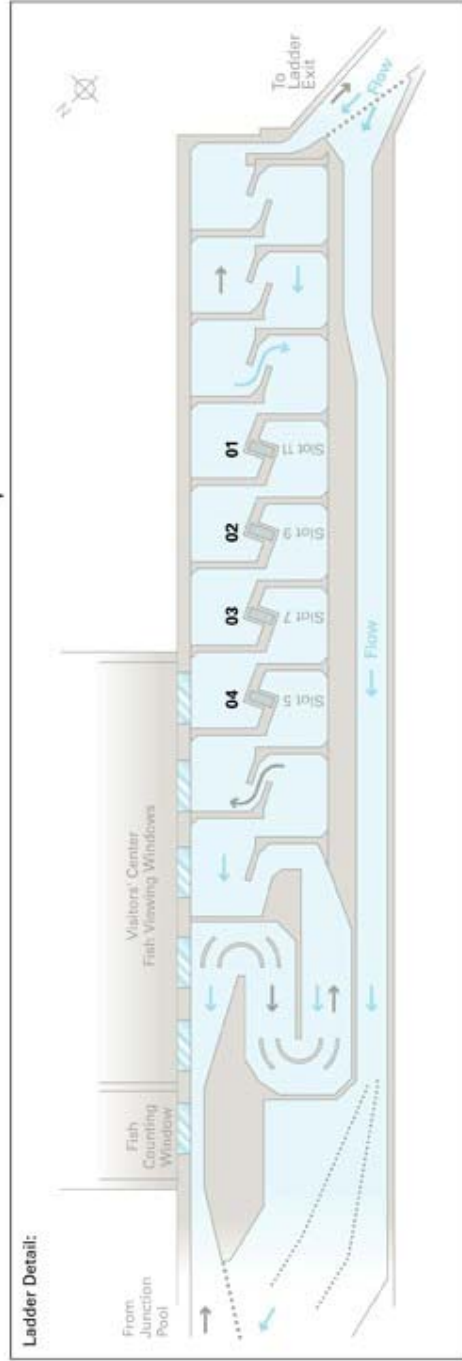 Ladder Detail:
N
From
Junction
Pool
Fish
Counting
Window
Visitors' Center
Fish Viewing Windows
04
03
02
01
Slot 5
Slot 7
Slot 9
Slot 11
To
Ladder
Exit
Flow
Flow